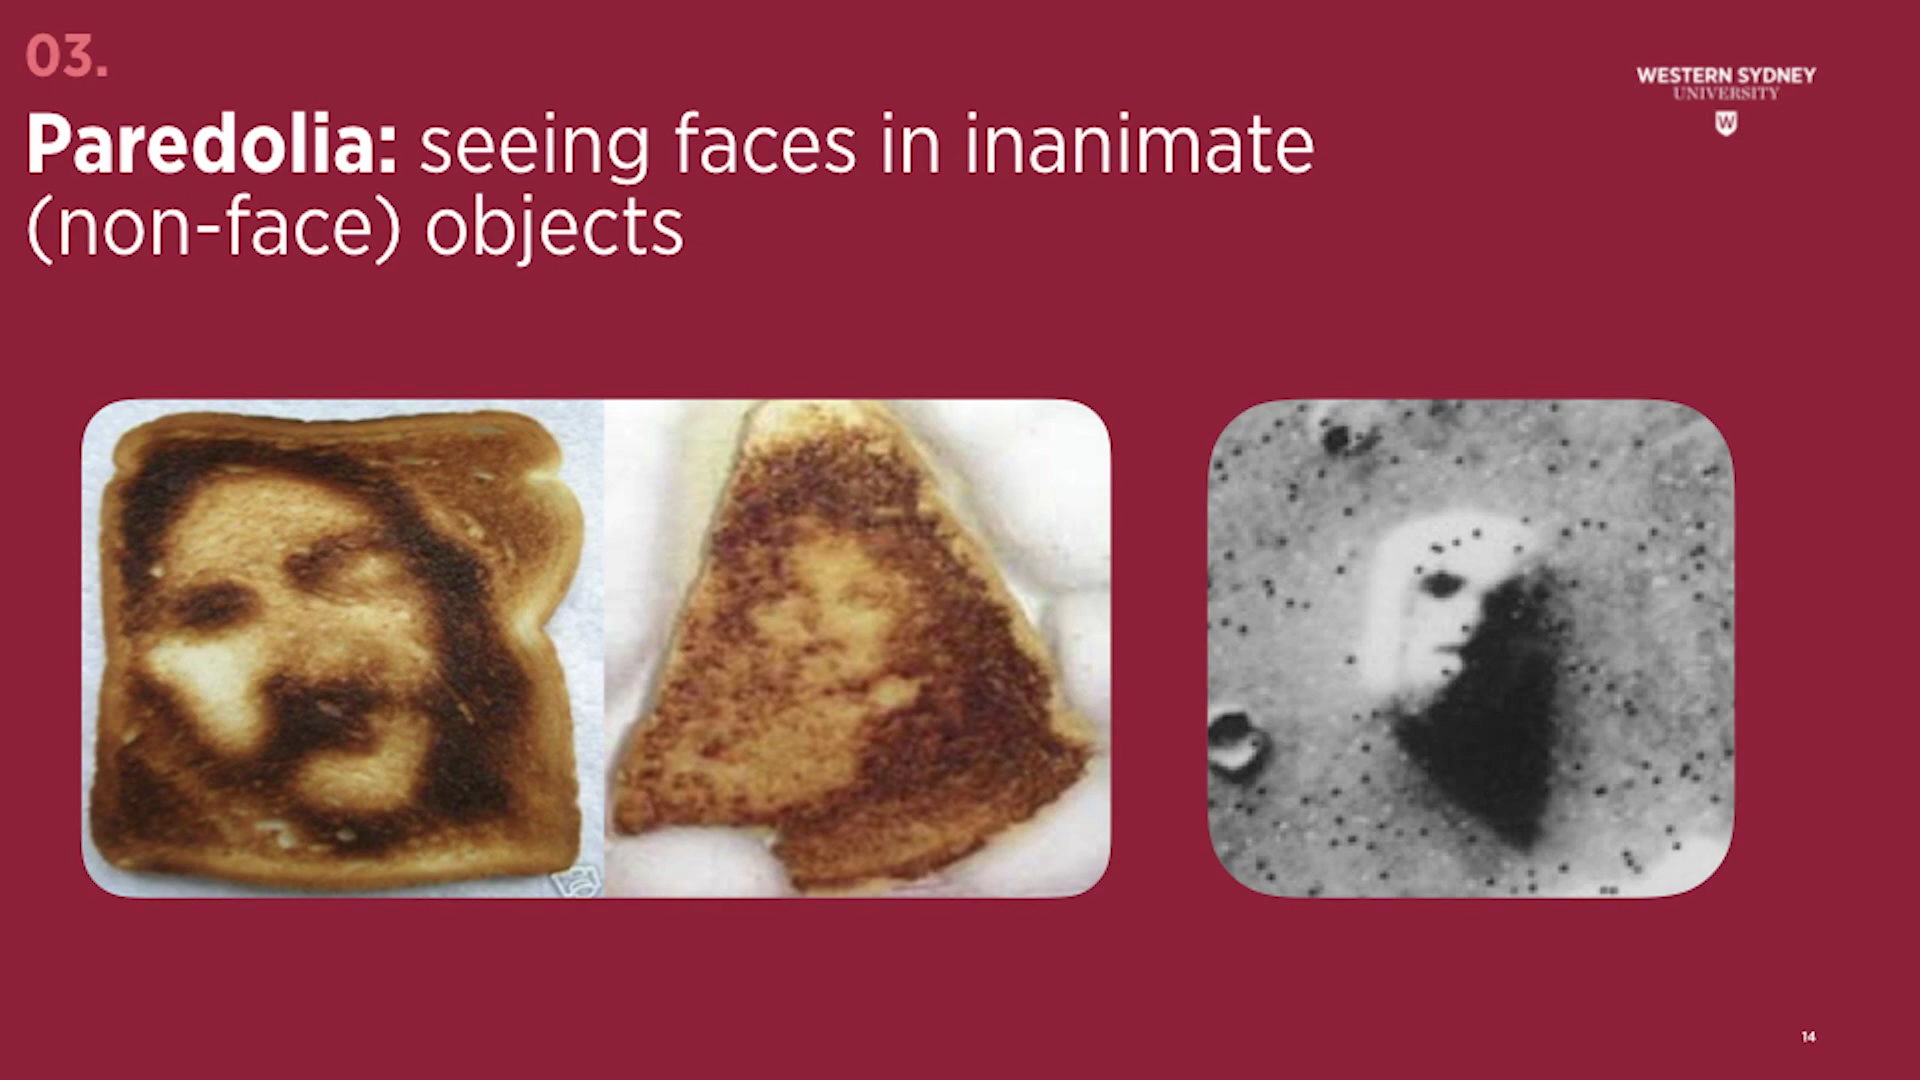 03.
WESTERN SYDNEY
UNIVERSITY
W
Paredolia: seeing faces in inanimate
(non-face) objects
14